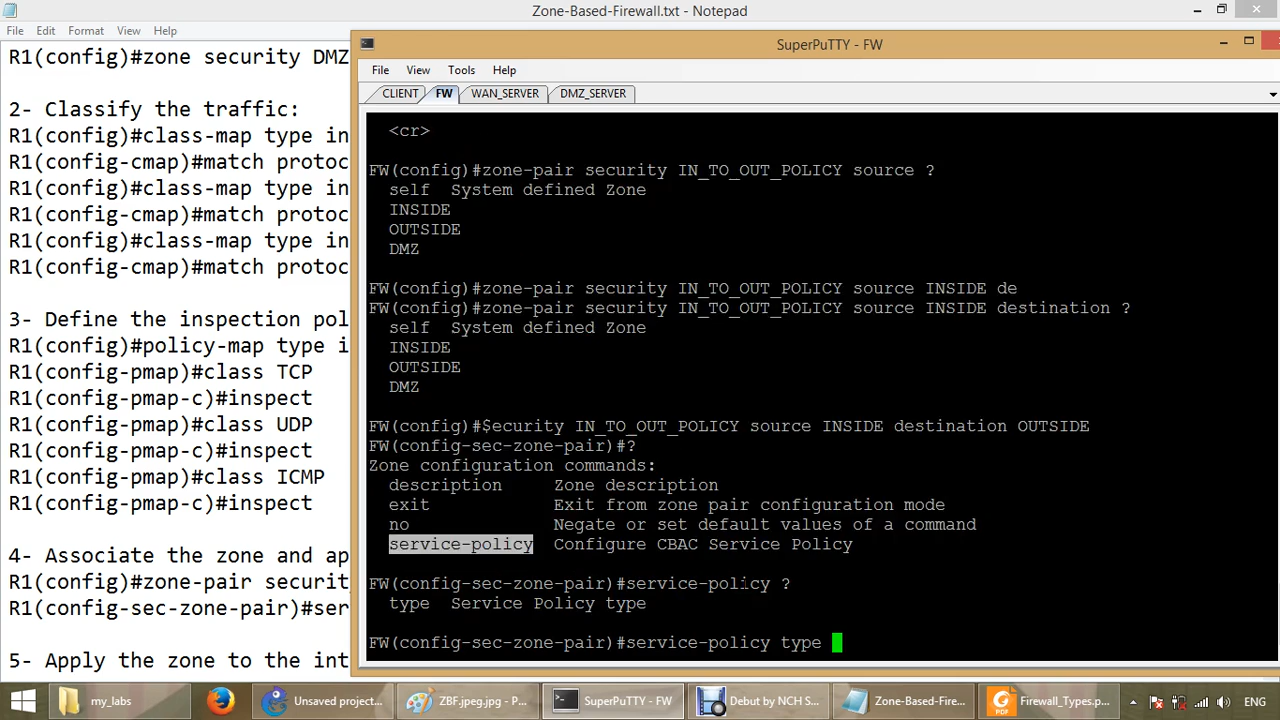 Zone-Based-Firewall.txt - Notepad
File Edit Format View Help
R1(config)#zone security DMZ
2- Classify the traffic:
R1(config)#class-map type in
R1(config-cmap)#match protoc
R1(config)#class-map type in
R1(config-cmap)#match protoc
R1(config)#class-map type in
R1(config-cmap)#match protoc
3- Define the inspection pol
R1(config)#policy-map type i
R1(config-pmap)#class TCP
R1(config-pmap-c)#inspect
R1(config-pmap)#class UDP
R1(config-pmap-c)#inspect
R1(config-pmap)#class ICMP
R1(config-pmap-c)#inspect
4- Associate the zone and ap
R1(config)#zone-pair securit
R1(config-sec-zone-pair)#ser
5- Apply the zone to the int
SuperPuTTY - FW
File View Tools Help
CLIENT FW WAN_SERVER DMZ_SERVER
<cr>
FW(config)#zone-pair security IN_TO_OUT_POLICY source ?
self System defined Zone
INSIDE
OUTSIDE
DMZ
FW(config)#zone-pair security IN_TO_OUT_POLICY source INSIDE de
FW(config)#zone-pair security IN_TO_OUT_POLICY source INSIDE destination ?
self System defined Zone
INSIDE
OUTSIDE
DMZ
FW(config)#$ecurity IN_TO_OUT_POLICY source INSIDE destination OUTSIDE
FW(config-sec-zone-pair)#?
Zone configuration commands:
description Zone description
exit Exit from zone pair configuration mode
no Negate or set default values of a command
service-policy Configure CBAC Service Policy
FW(config-sec-zone-pair)#service-policy ?
type Service Policy type
FW(config-sec-zone-pair)#service-policy type
my_labs Unsaved project... ZBF.jpeg.jpg - P... SuperPuTTY - FW Debut by NCH S... Zone-Based-Fire... Firewall_Types.p... ENG